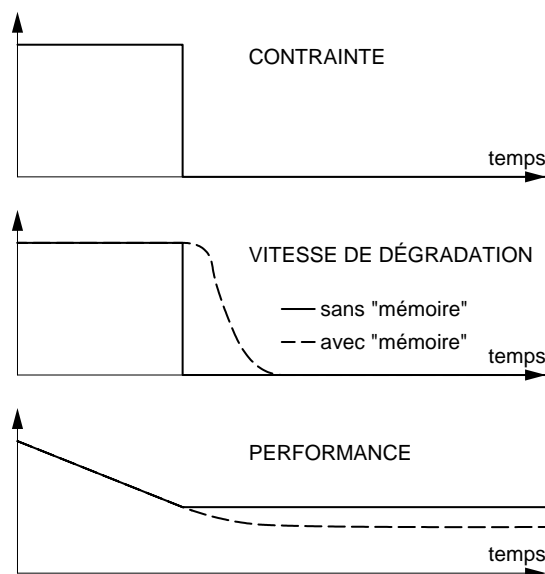 CONTRAINTE
temps
VITESSE DE DÉGRADATION
sans "mémoire"
avec "mémoire"
temps
PERFORMANCE
temps